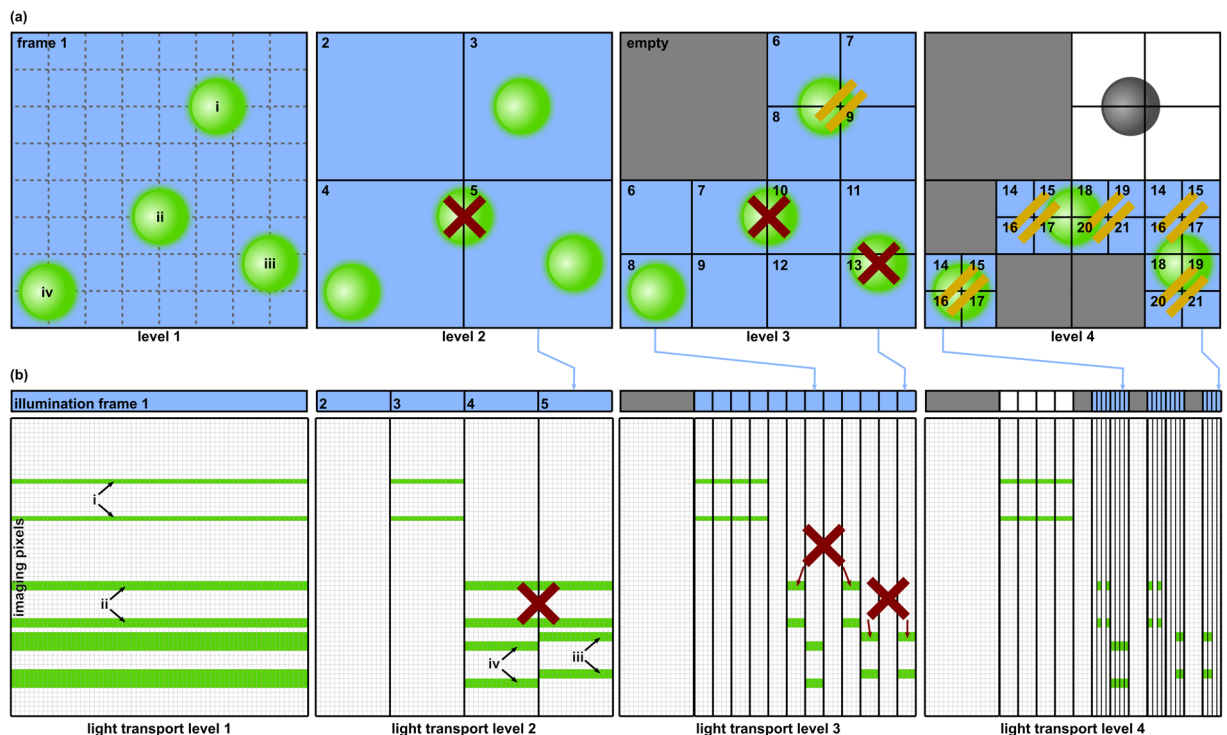 (a)
frame 1
i
ii
iii
iv
level 1
2
3
4
5
level 2
empty
6
7
8
9
6
7
10
11
8
9
12
13
level 3
14
15
18
19
14
15
16
17
20
21
16
17
14
15
18
19
16
17
20
21
level 4
(b)
illumination frame 1
2
3
4
5
imaging pixels
i
ii
iv
iii
light transport level 1
light transport level 2
light transport level 3
light transport level 4